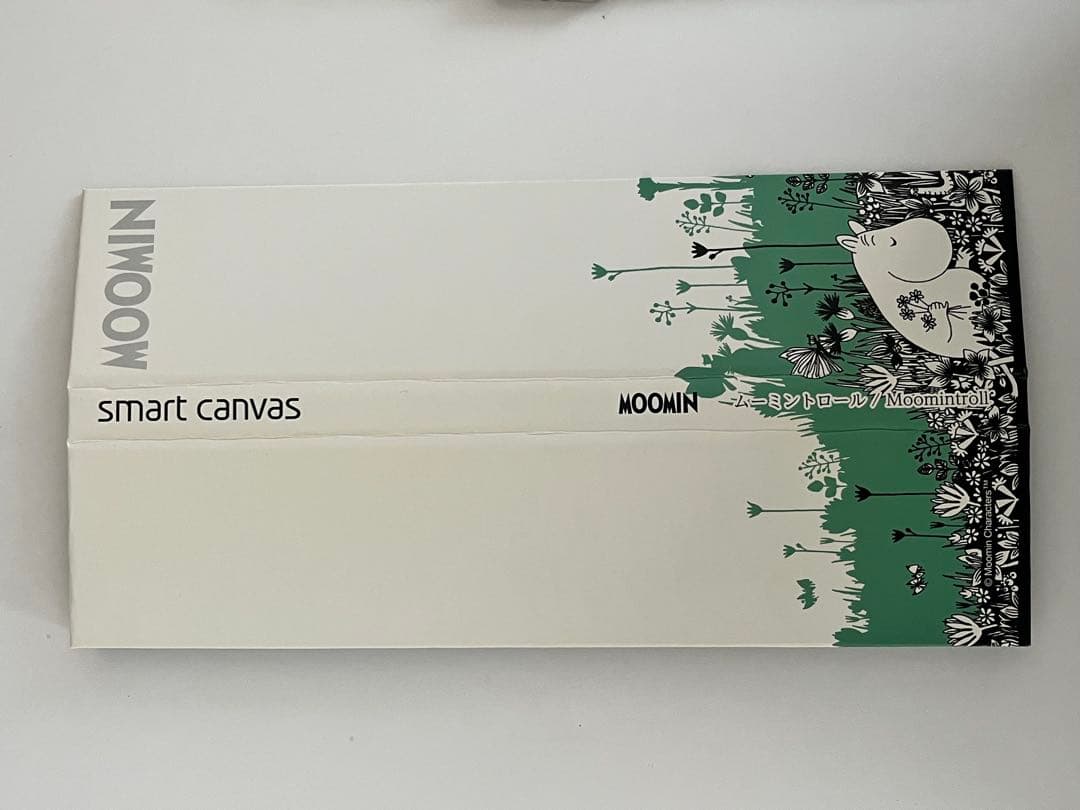 MOOMIN
smart canvas
MOOMIN
ムーミントロール / Moomintroll
© Moomin Characters™